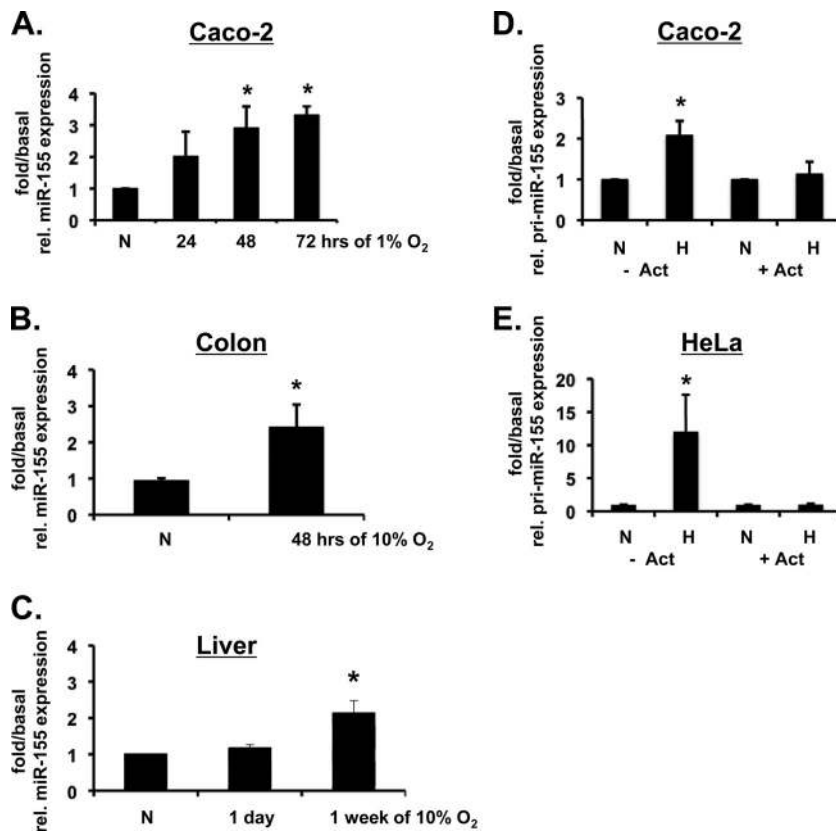 A.
Caco-2
fold/basal
rel. miR-155 expression
4
3
2
1
0
*
*
N
24
48
72 hrs of 1% O₂
B.
Colon
fold/basal
rel. miR-155 expression
4
3
2
1
0
*
N
48 hrs of 10% O₂
C.
Liver
fold/basal
rel. miR-155 expression
4
3
2
1
0
*
N
1 day
1 week of 10% O₂
D.
Caco-2
fold/basal
rel. pri-miR-155 expression
3
2
1
0
*
N H N H
- Act + Act
E.
HeLa
fold/basal
rel. pri-miR-155 expression
20
15
10
5
0
*
N H N H
- Act + Act